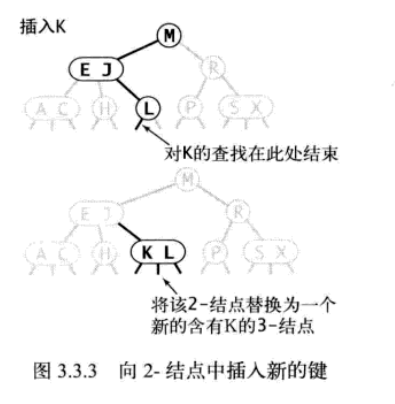 插入K
M
E J
R
A C
H
L
P
S X
对K的查找在此处结束
M
E J
R
A C
H
K L
P
S X
将该2-结点替换为一个
新的含有K的3-结点
图 3.3.3 向 2- 结点中插入新的键